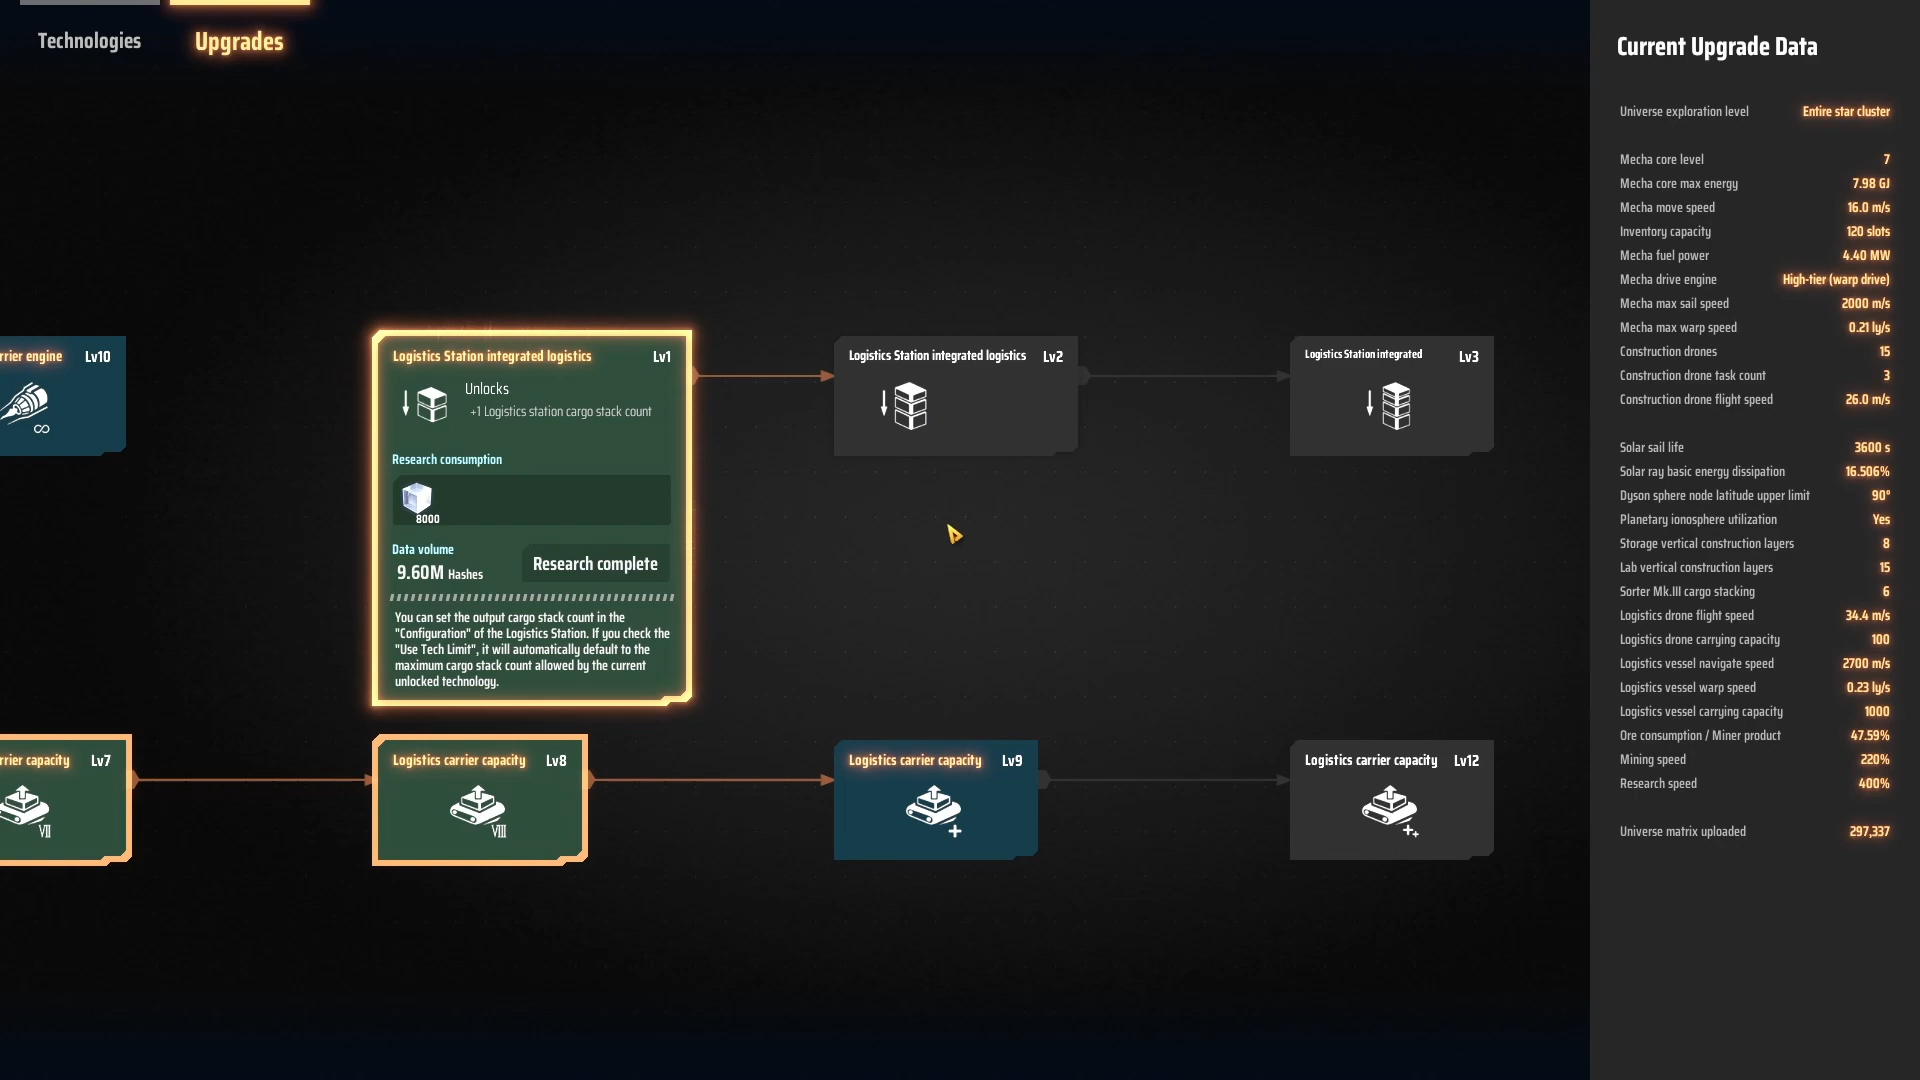 Technologies
Upgrades
rrier engine Lv10
∞
Logistics Station integrated logistics Lv1
Unlocks
+1 Logistics station cargo stack count
Research consumption
8000
Data volume
9.60M Hashes
Research complete
You can set the output cargo stack count in the
"Configuration" of the Logistics Station. If you check the
"Use Tech Limit", it will automatically default to the
maximum cargo stack count allowed by the current
unlocked technology.
Logistics Station integrated logistics Lv2
Logistics Station integrated Lv3
rrier capacity Lv7
VII
Logistics carrier capacity Lv8
VIII
Logistics carrier capacity Lv9
Logistics carrier capacity Lv12
Current Upgrade Data
Universe exploration level Entire star cluster
Mecha core level 7
Mecha core max energy 7.98 GJ
Mecha move speed 16.0 m/s
Inventory capacity 120 slots
Mecha fuel power 4.40 MW
Mecha drive engine High-tier (warp drive)
Mecha max sail speed 2000 m/s
Mecha max warp speed 0.21 ly/s
Construction drones 15
Construction drone task count 3
Construction drone flight speed 26.0 m/s
Solar sail life 3600 s
Solar ray basic energy dissipation 16.506%
Dyson sphere node latitude upper limit 90°
Planetary ionosphere utilization Yes
Storage vertical construction layers 8
Lab vertical construction layers 15
Sorter Mk.III cargo stacking 6
Logistics drone flight speed 34.4 m/s
Logistics drone carrying capacity 100
Logistics vessel navigate speed 2700 m/s
Logistics vessel warp speed 0.23 ly/s
Logistics vessel carrying capacity 1000
Ore consumption / Miner product 47.59%
Mining speed 220%
Research speed 400%
Universe matrix uploaded 297,337